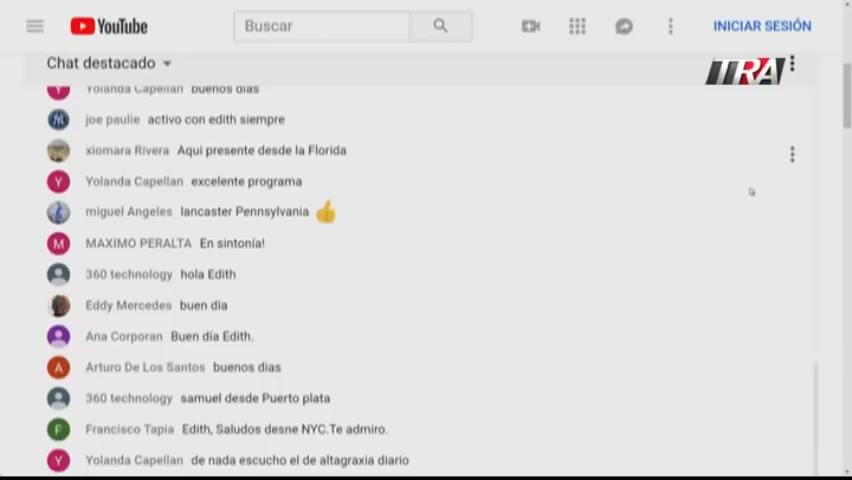 YouTube
Buscar
INICIAR SESIÓN
Chat destacado
TRA
Yolanda Capellan buenos dias
joe paulie activo con edith siempre
xiomara Rivera Aqui presente desde la Florida
Yolanda Capellan excelente programa
miguel Angeles lancaster Pennsylvania 👍
MAXIMO PERALTA En sintonía!
360 technology hola Edith
Eddy Mercedes buen dia
Ana Corporan Buen día Edith.
Arturo De Los Santos buenos dias
360 technology samuel desde Puerto plata
Francisco Tapia Edith, Saludos desne NYC.Te admiro.
Yolanda Capellan de nada escucho el de altagraxia diario